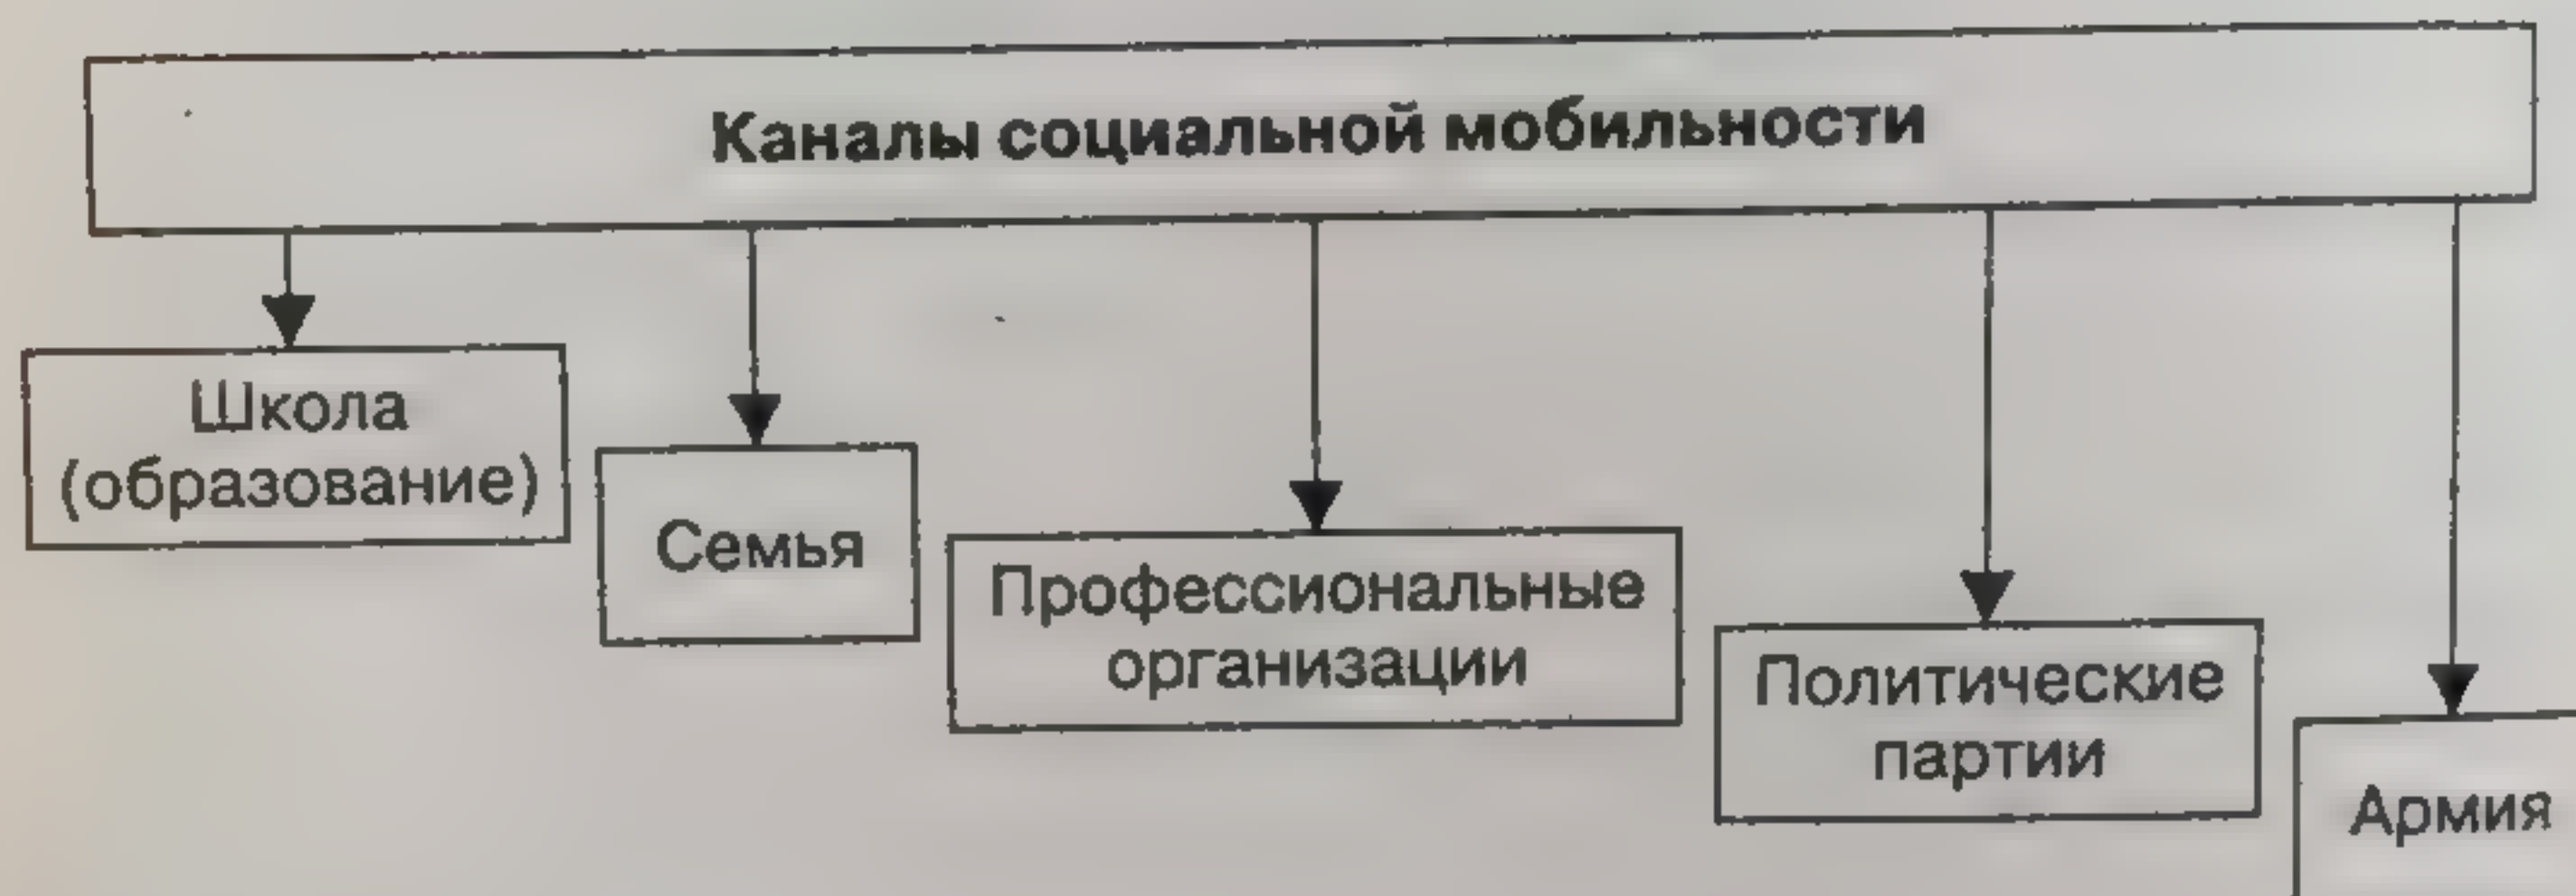 Каналы социальной мобильности
Школа
(образование)
Семья
Профессиональные
организации
Политические
партии
Армия